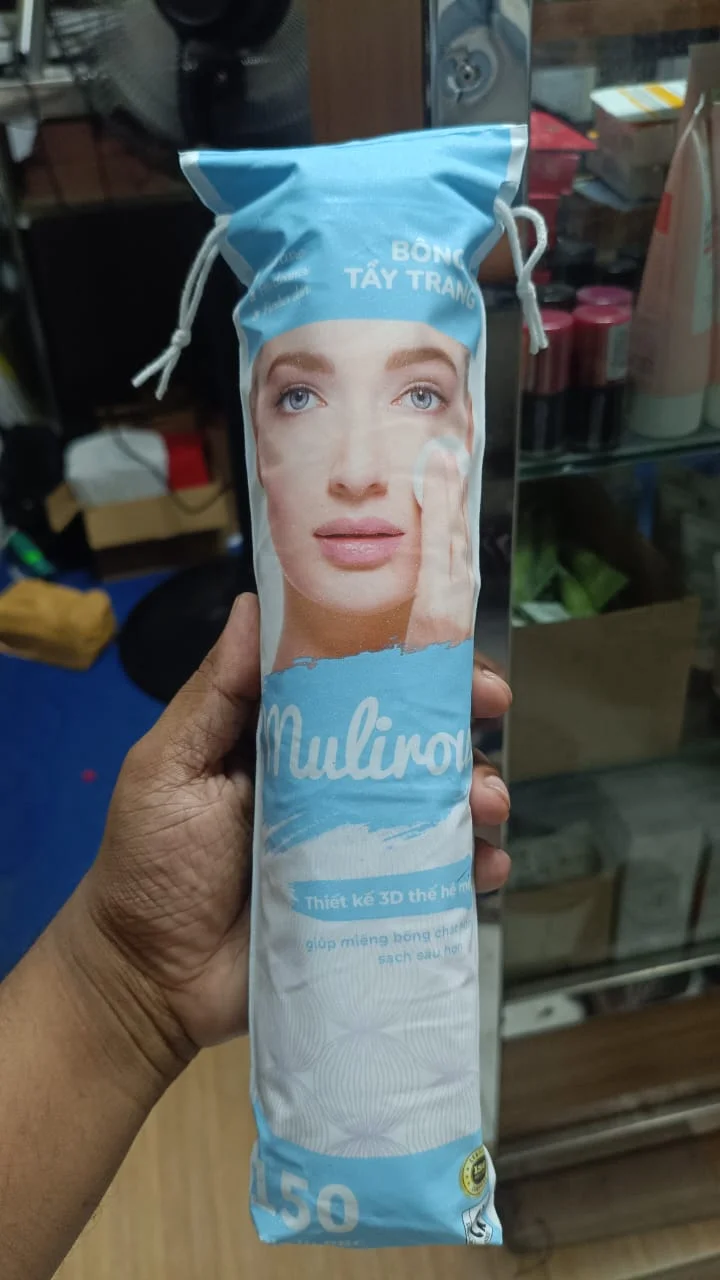 BÔNG
TẨY TRANG
Mulirou
Thiết kế 3D thế hệ
giúp miếng bông
sạch sâu hơn
150